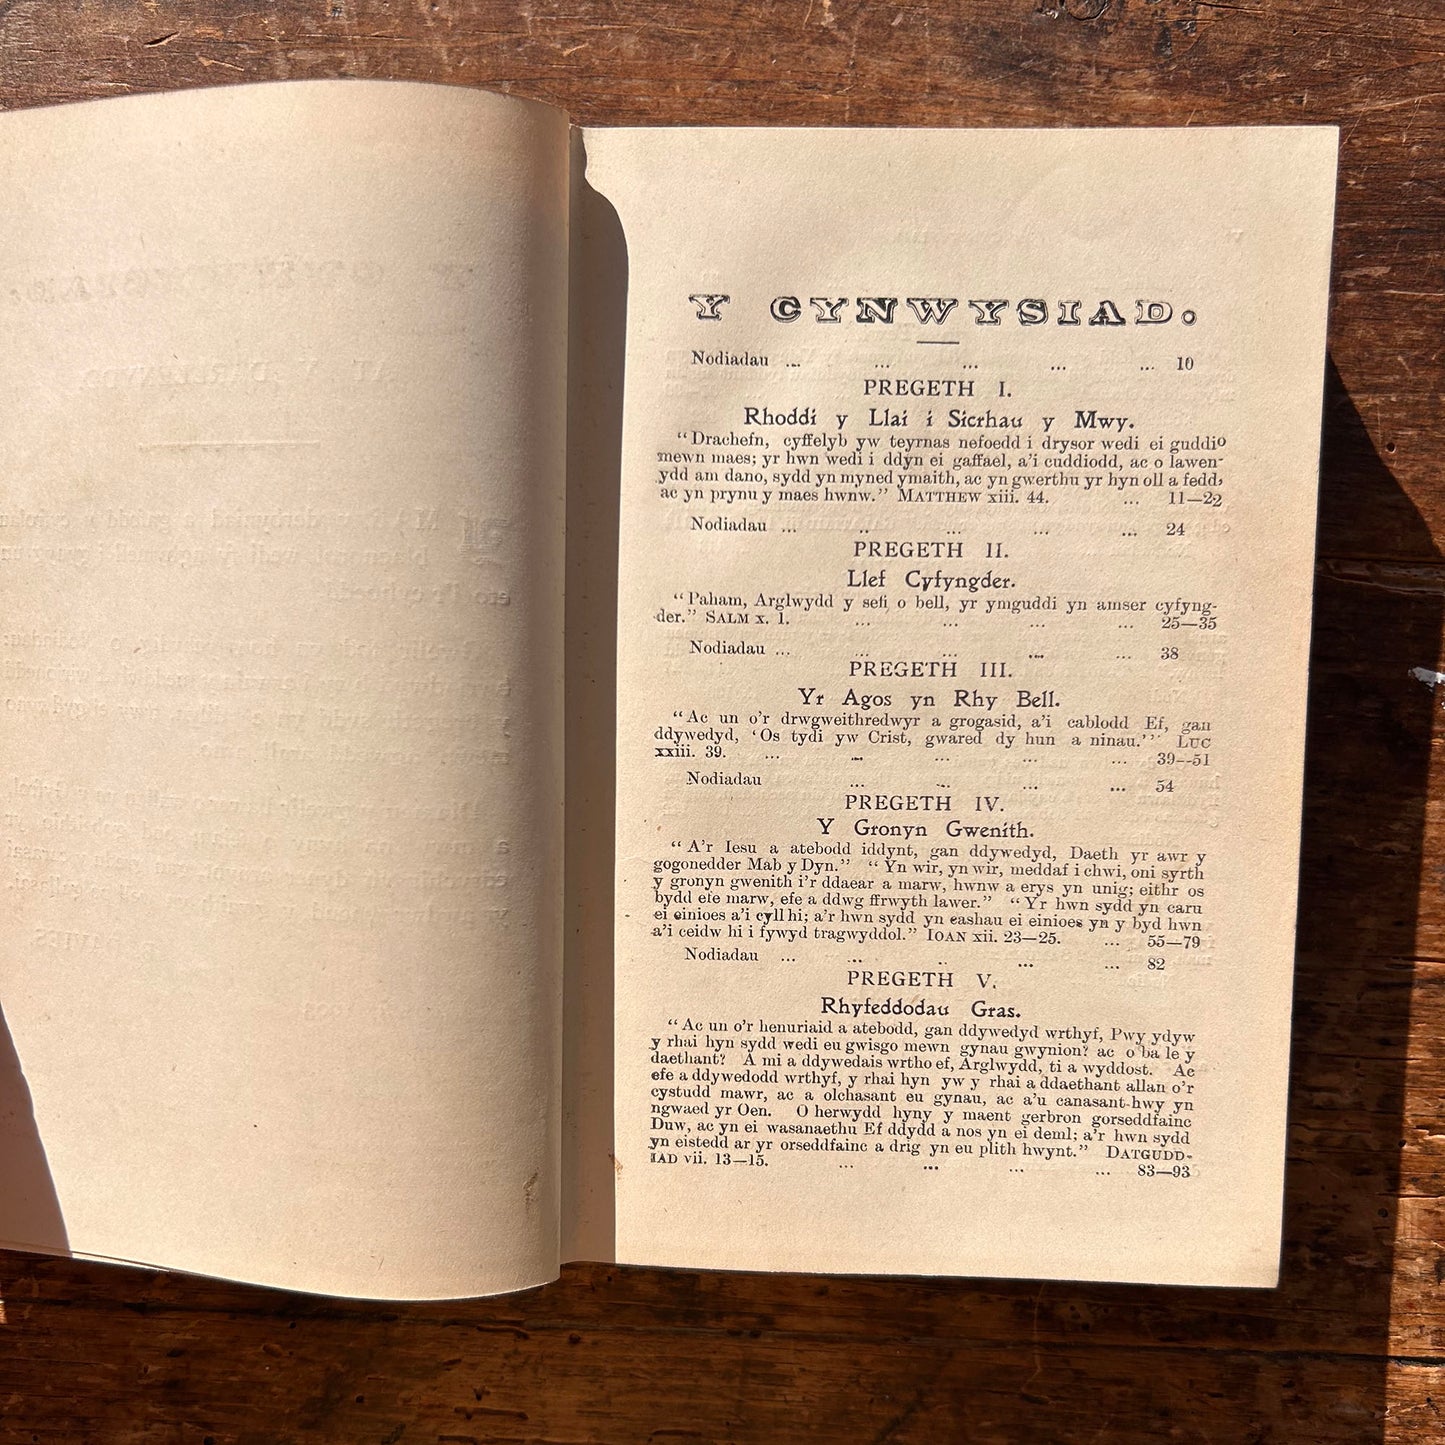 Y CYNWYSIAD.
Nodiadau ... ... ... ... ... 10
PREGETH I.
Rhoddi y Llai i Sicrhau y Mwy.
“Drachefn, cyffelyb yw teyrnas nefoedd i drysor wedi ei guddio
mewn maes; yr hwn wedi i ddyn ei gaffael, a'i cuddiodd, ac o lawen-
ydd am dano, sydd yn myned ymaith, ac yn gwerthu yr hyn oll a fedd,
ac yn prynu y maes hwnw.” MATTHEW xiii. 44. ... 11—22
Nodiadau ... .. ... ... ... 24
PREGETH II.
Llef Cyfyngder.
“Paham, Arglwydd y sefi o bell, yr ymguddi yn amser cyfyng-
der.” SALM x. 1. ... ... ... ... 25—35
Nodiadau ... ... ... ... ... 38
PREGETH III.
Yr Agos yn Rhy Bell.
“Ac un o'r drwgweithredwyr a grogasid, a'i cablodd Ef, gan
ddywedyd, ‘Os tydi yw Crist, gwared dy hun a ninau.’” LUC
xxiii. 39. ... ... ... ... ... 39--51
Nodiadau ... ... ... ... 54
PREGETH IV.
Y Gronyn Gwenith.
“A'r Iesu a atebodd iddynt, gan ddywedyd, Daeth yr awr y
gogonedder Mab y Dyn.” “Yn wir, yn wir, meddaf i chwi, oni syrth
y gronyn gwenith i'r ddaear a marw, hwnw a erys yn unig; eithr os
bydd efe marw, efe a ddwg ffrwyth lawer.” “Yr hwn sydd yn caru
ei einioes a'i cyll hi; a'r hwn sydd yn cashau ei einioes yn y byd hwn
a'i ceidw hi i fywyd tragwyddol.” IOAN xii. 23—25. ... 55—79
Nodiadau ... ... .. ... ... 82
PREGETH V.
Rhyfeddodau Gras.
“Ac un o'r henuriaid a atebodd, gan ddywedyd wrthyf, Pwy ydyw
y rhai hyn sydd wedi eu gwisgo mewn gynau gwynion? ac o ba le y
daethant? A mi a ddywedais wrtho ef, Arglwydd, ti a wyddost. Ac
efe a ddywedodd wrthyf, y rhai hyn yw y rhai a ddaethant allan o'r
cystudd mawr, ac a olchasant eu gynau, ac a'u canasant-hwy yn
ngwaed yr Oen. O herwydd hyny y maent gerbron gorseddfainc
Duw, ac yn ei wasanaethu Ef ddydd a nos yn ei deml; a'r hwn sydd
yn eistedd ar yr orseddfainc a drig yn eu plith hwynt.” DATGUDD-
IAD vii. 13—15. ... ... ... ... 83—93